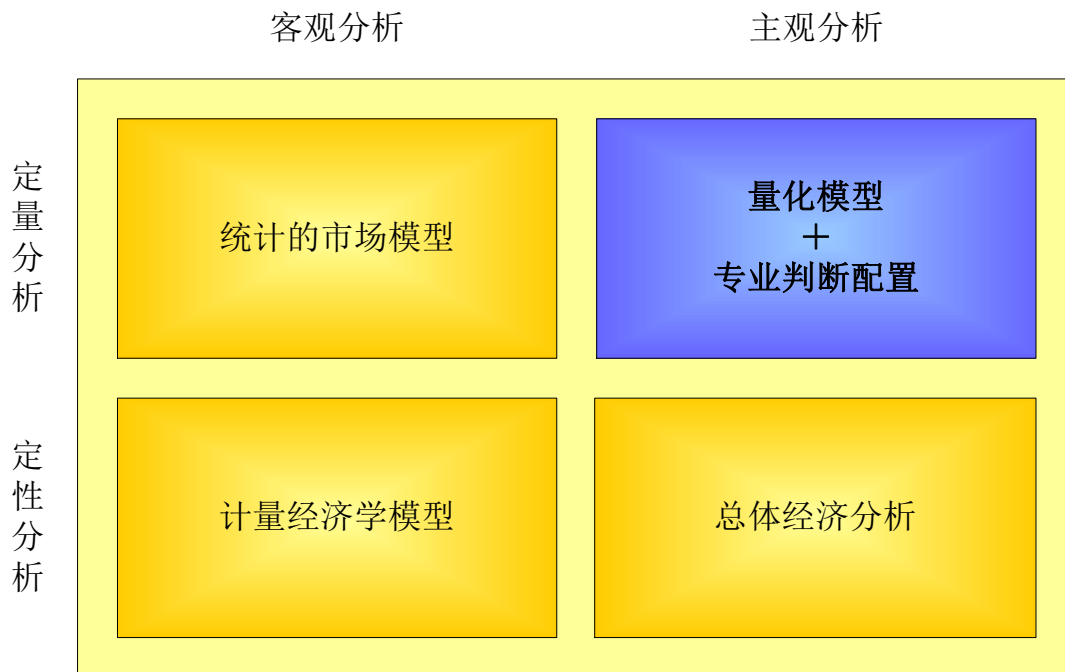 客观分析
主观分析
定量分析
统计的市场模型
量化模型
＋
专业判断配置
定性分析
计量经济学模型
总体经济分析